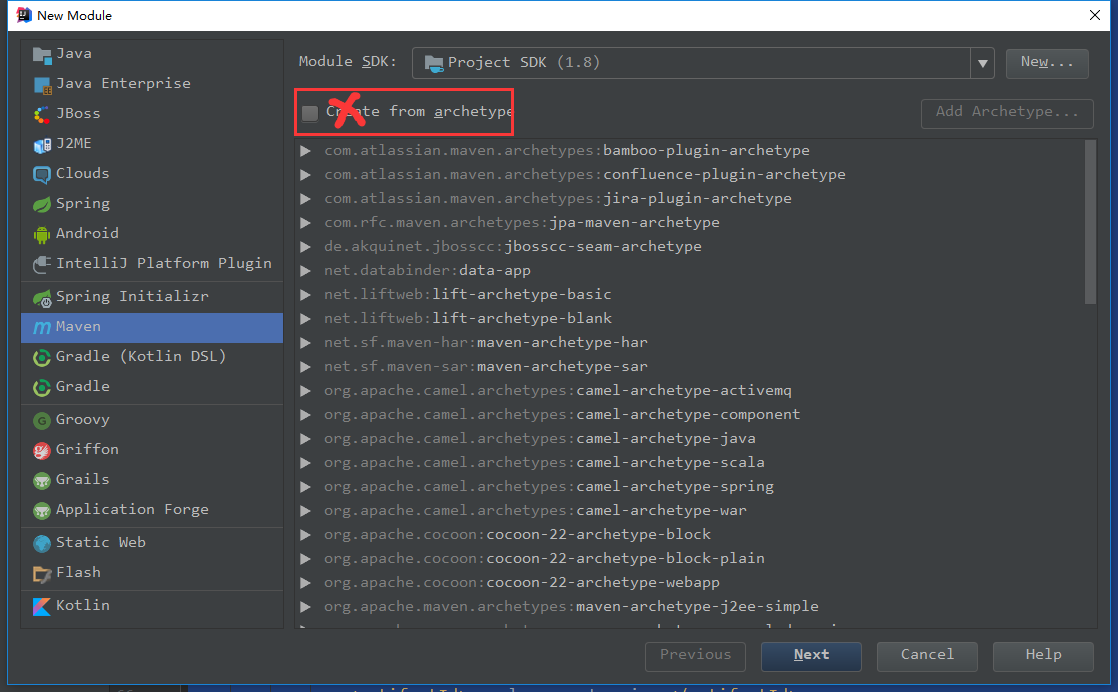 New Module
Java
Java Enterprise
JBoss
J2ME
Clouds
Spring
Android
IntelliJ Platform Plugin
Spring Initializr
Maven
Gradle (Kotlin DSL)
Gradle
Groovy
Griffon
Grails
Application Forge
Static Web
Flash
Kotlin
Module SDK: Project SDK (1.8) New...
Create from archetype Add Archetype...
com.atlassian.maven.archetypes:bamboo-plugin-archetype
com.atlassian.maven.archetypes:confluence-plugin-archetype
com.atlassian.maven.archetypes:jira-plugin-archetype
com.rfc.maven.archetypes:jpa-maven-archetype
de.akquinet.jbosscc:jbosscc-seam-archetype
net.databinder:data-app
net.liftweb:lift-archetype-basic
net.liftweb:lift-archetype-blank
net.sf.maven-har:maven-archetype-har
net.sf.maven-sar:maven-archetype-sar
org.apache.camel.archetypes:camel-archetype-activemq
org.apache.camel.archetypes:camel-archetype-component
org.apache.camel.archetypes:camel-archetype-java
org.apache.camel.archetypes:camel-archetype-scala
org.apache.camel.archetypes:camel-archetype-spring
org.apache.camel.archetypes:camel-archetype-war
org.apache.cocoon:cocoon-22-archetype-block
org.apache.cocoon:cocoon-22-archetype-block-plain
org.apache.cocoon:cocoon-22-archetype-webapp
org.apache.maven.archetypes:maven-archetype-j2ee-simple
Previous Next Cancel Help